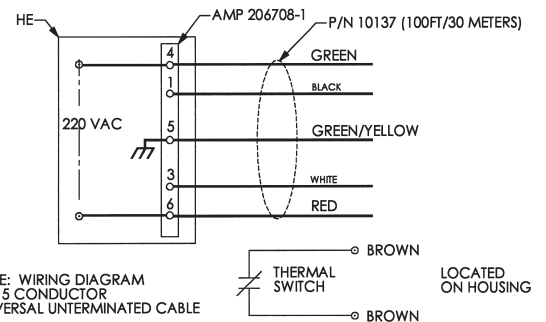 HE
AMP 206708-1
P/N 10137 (100FT/30 METERS)
4
GREEN
1
BLACK
220 VAC
5
GREEN/YELLOW
3
WHITE
6
RED
BROWN
THERMAL
SWITCH
LOCATED
ON HOUSING
BROWN
E: WIRING DIAGRAM
5 CONDUCTOR
VERSAL UNTERMINATED CABLE